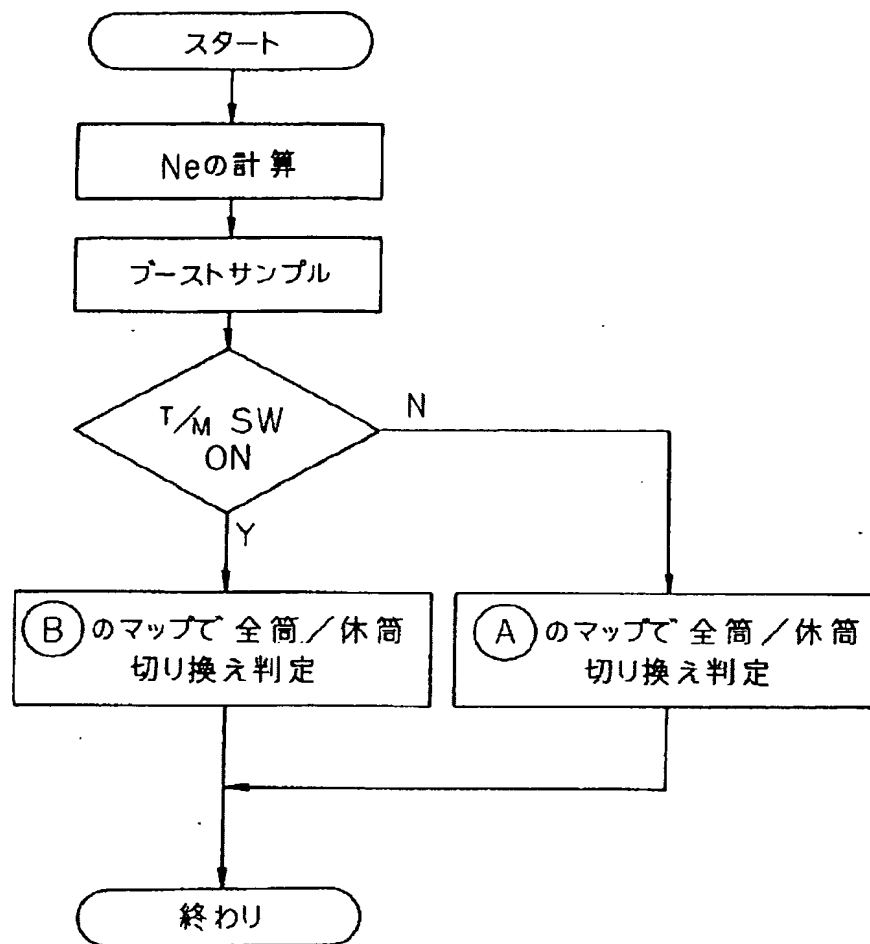 スタート
Neの計算
ブーストサンプル
T/M SW
ON
N
Y
Bのマップで全筒/休筒
切り換え判定
Aのマップで全筒/休筒
切り換え判定
終わり